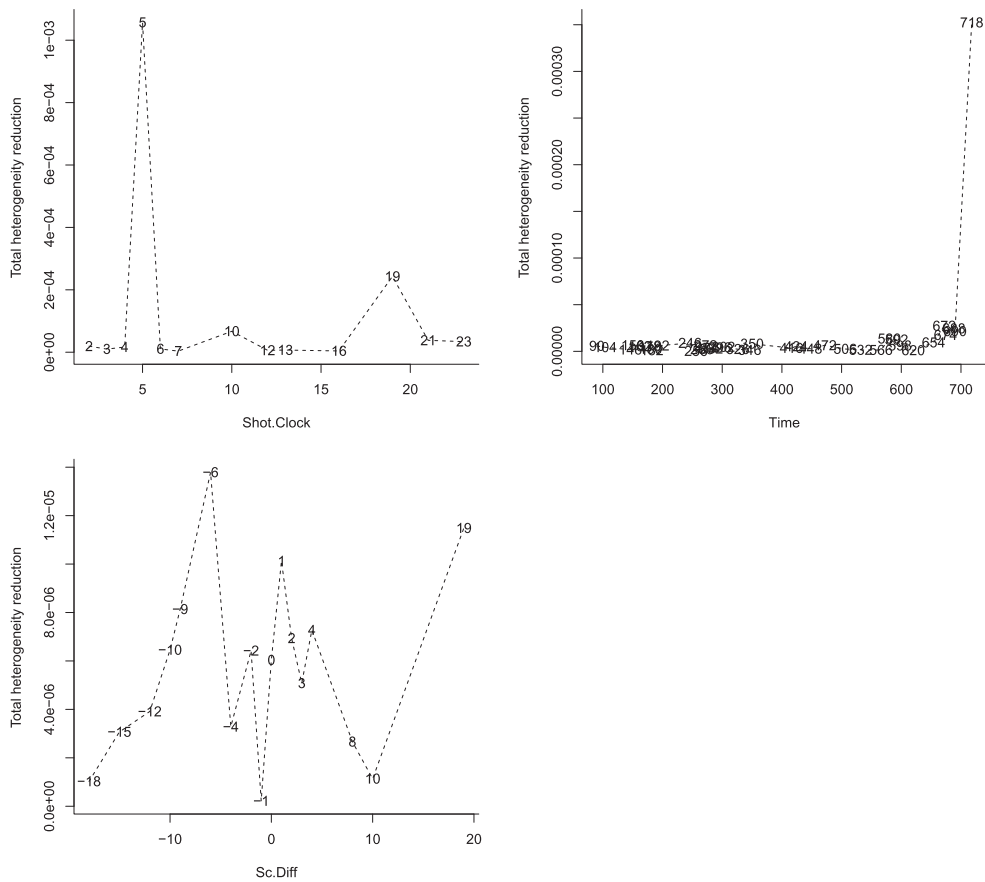 Total heterogeneity reduction
0e+00 2e−04 4e−04 6e−04 8e−04 1e−03
2 3 4 5 6 7 10 12 13 16 19 21 23
5 10 15 20
Shot.Clock
Total heterogeneity reduction
0.00000 0.00010 0.00020 0.00030
90 104 246 350 472 505 532 566 620 654 718
100 200 300 400 500 600 700
Time
Total heterogeneity reduction
0.0e+00 4.0e−06 8.0e−06 1.2e−05
−18 −15 −12 −10 −9 −6 −4 −2 −1 0 1 2 3 4 8 10 19
−10 0 10 20
Sc.Diff